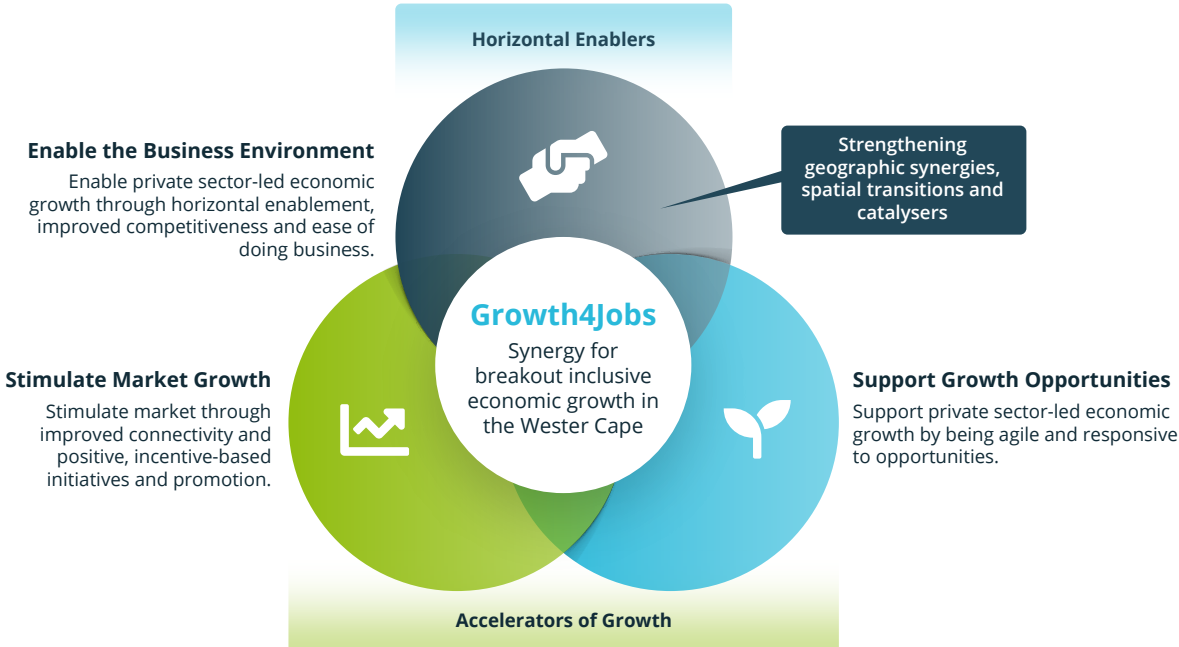 Horizontal Enablers
Enable the Business Environment
Enable private sector-led economic
growth through horizontal enablement,
improved competitiveness and ease of
doing business.
Strengthening
geographic synergies,
spatial transitions and
catalysers
Growth4Jobs
Synergy for
breakout inclusive
economic growth in
the Wester Cape
Stimulate Market Growth
Stimulate market through
improved connectivity and
positive, incentive-based
initiatives and promotion.
Support Growth Opportunities
Support private sector-led economic
growth by being agile and responsive
to opportunities.
Accelerators of Growth